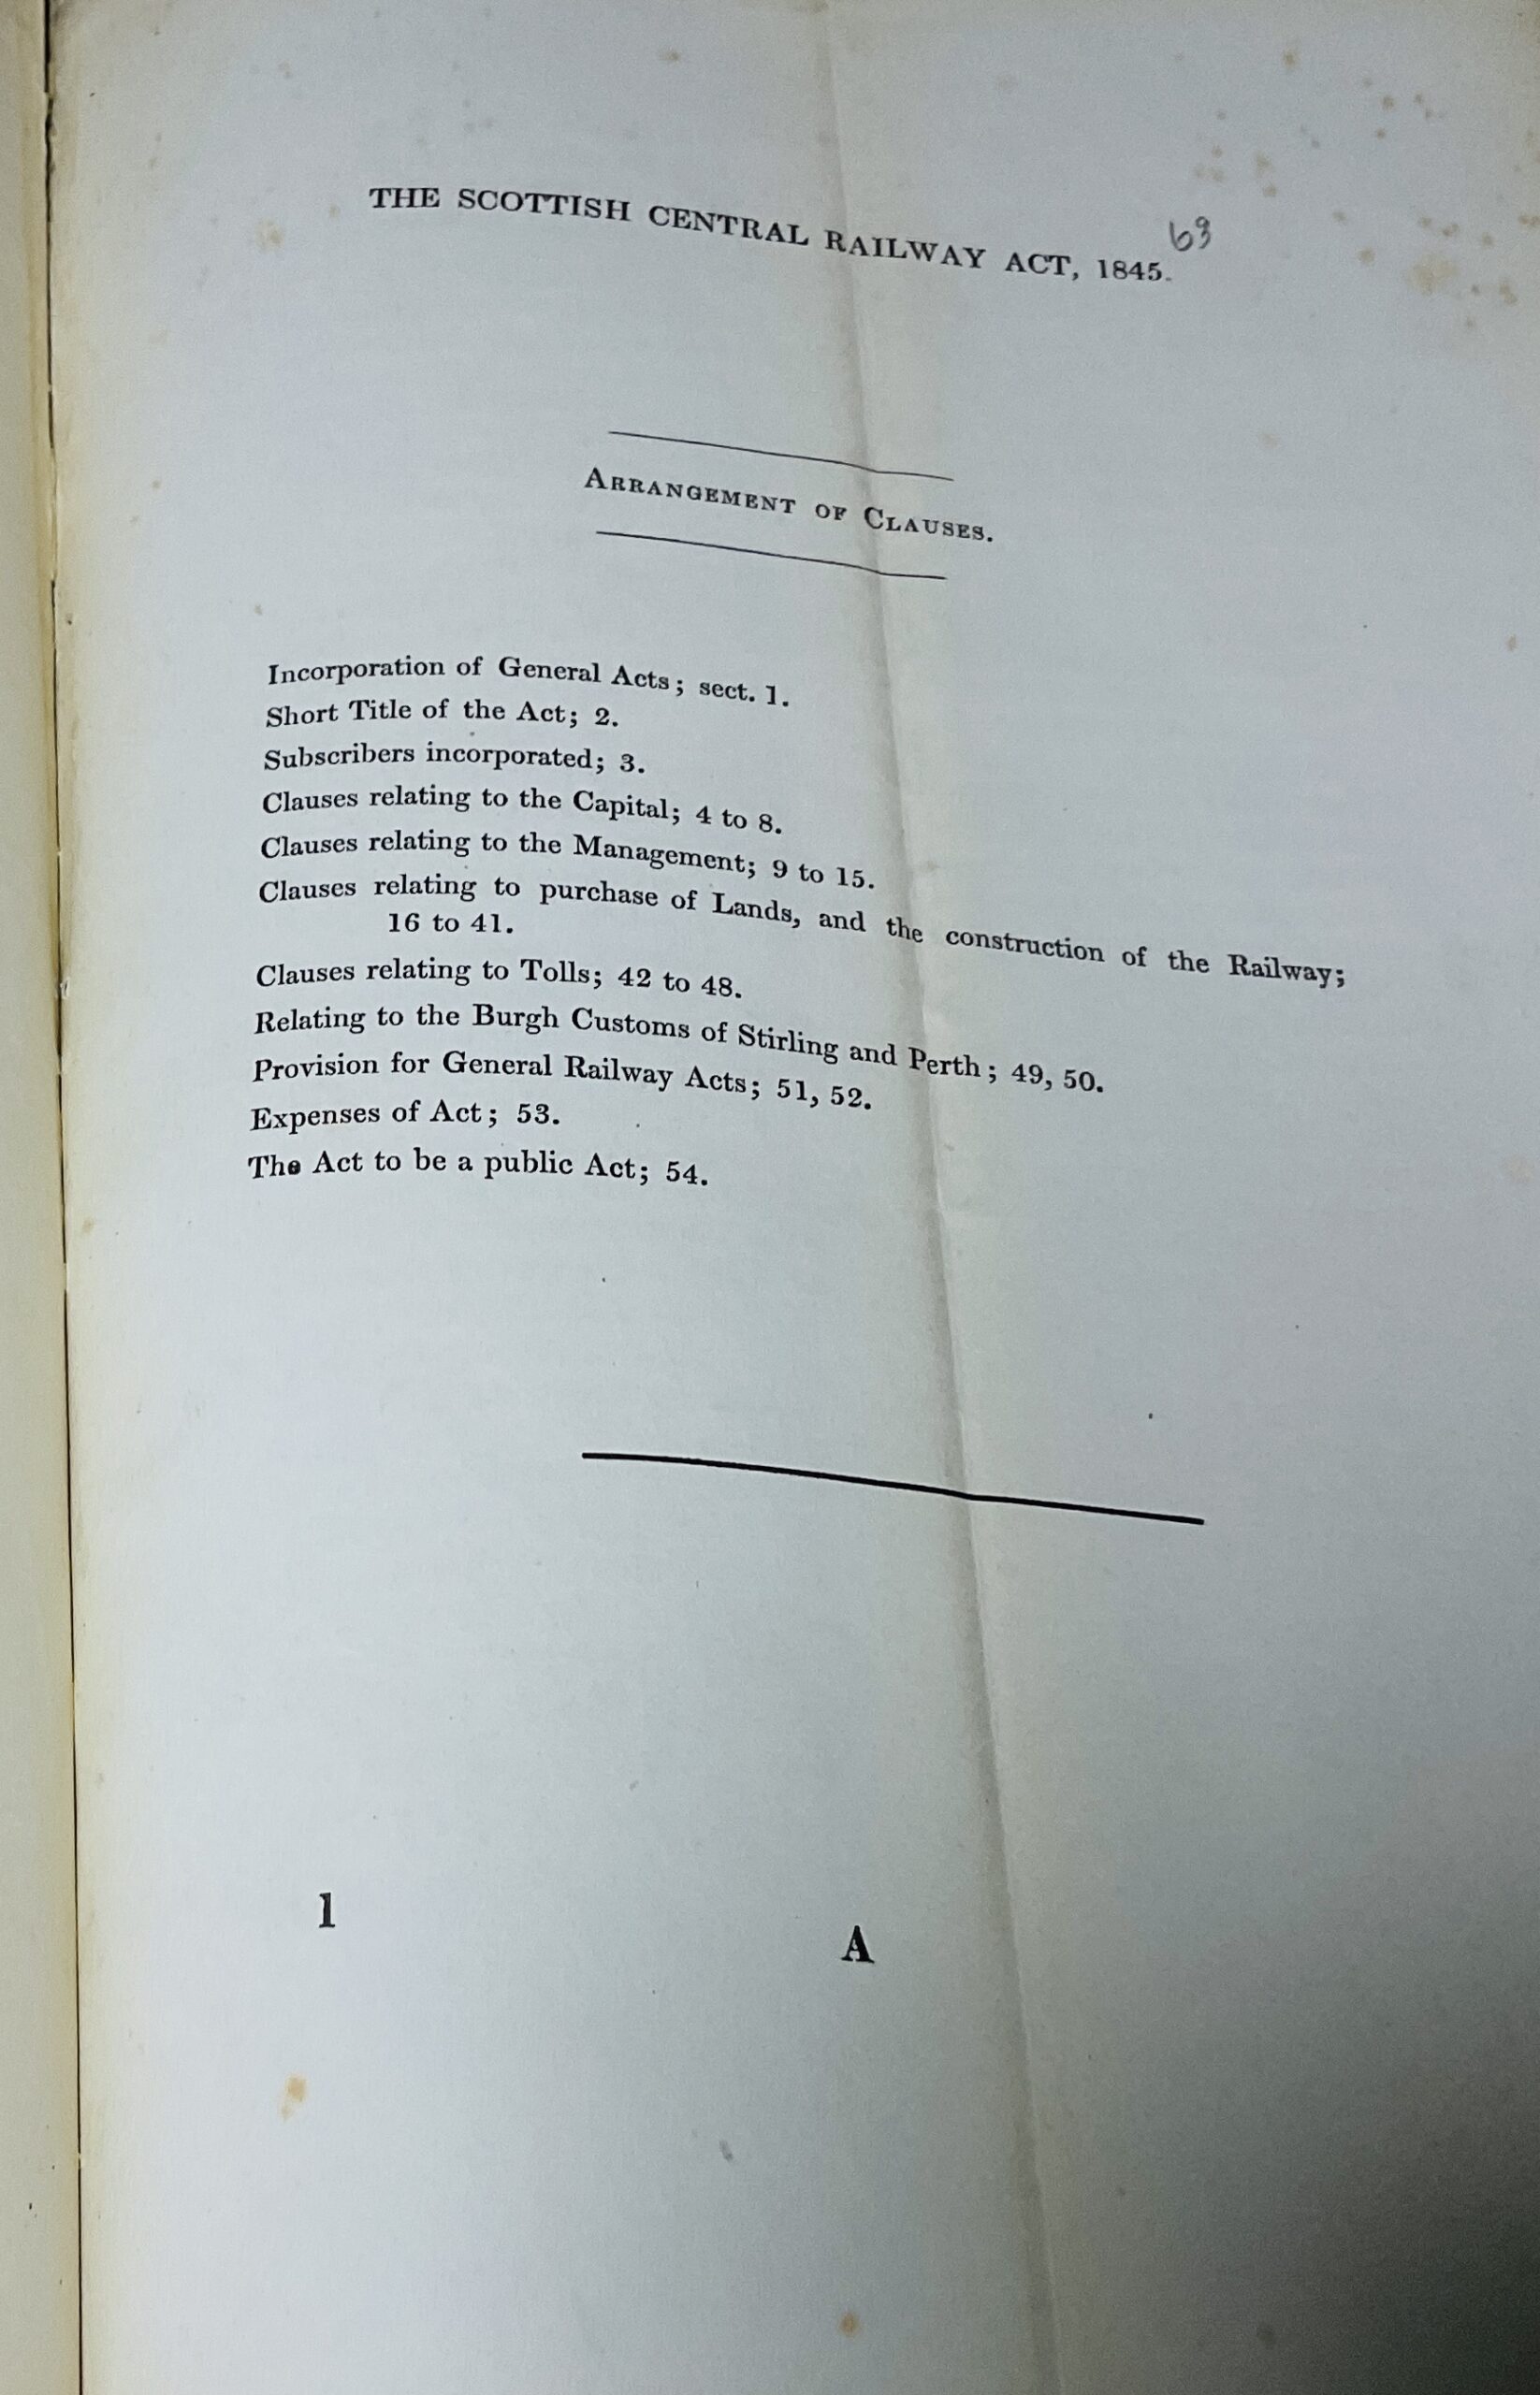 THE SCOTTISH CENTRAL RAILWAY ACT, 1845.
63
ARRANGEMENT OF CLAUSES.
Incorporation of General Acts; sect. 1.
Short Title of the Act; 2.
Subscribers incorporated; 3.
Clauses relating to the Capital; 4 to 8.
Clauses relating to the Management; 9 to 15.
Clauses relating to purchase of Lands, and the construction of the Railway;
16 to 41.
Clauses relating to Tolls; 42 to 48.
Relating to the Burgh Customs of Stirling and Perth; 49, 50.
Provision for General Railway Acts; 51, 52.
Expenses of Act; 53.
The Act to be a public Act; 54.
1 A